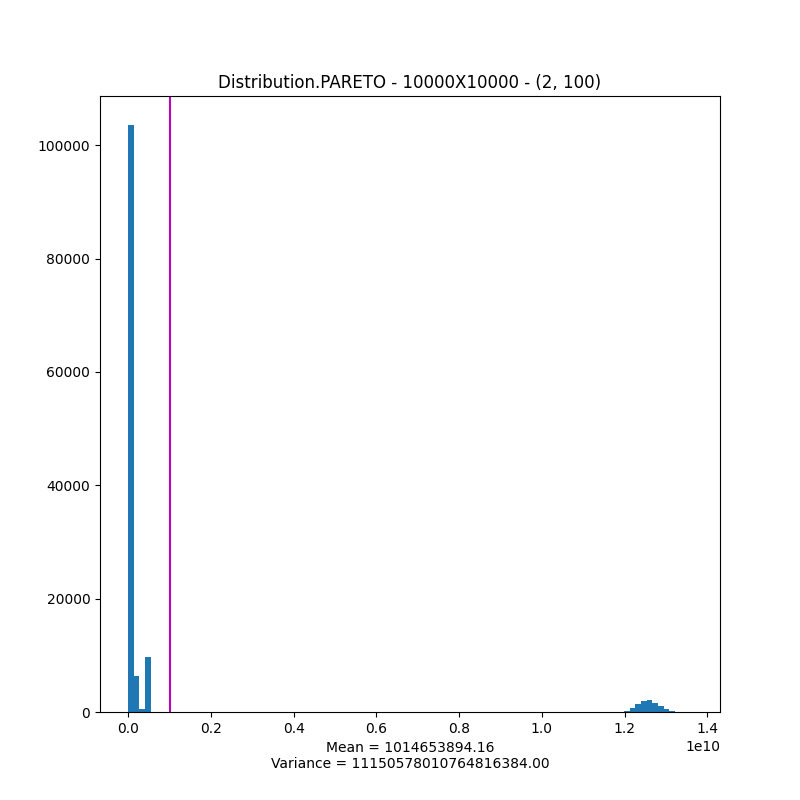 Distribution.PARETO - 10000X10000 - (2, 100)
100000
80000
60000
40000
20000
0
0.0 0.2 0.4 0.6 0.8 1.0 1.2 1.4
1e10
Mean = 1014653894.16
Variance = 11150578010764816384.00